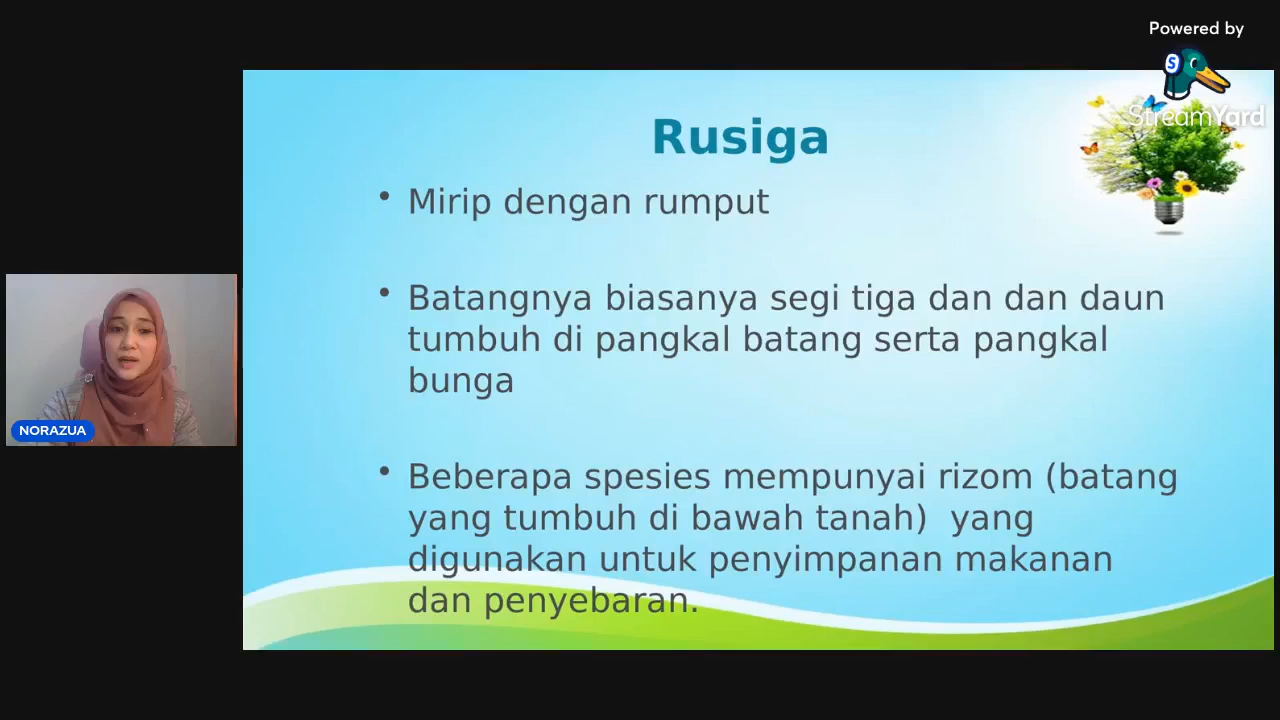 Powered by
StreamYard
Rusiga
• Mirip dengan rumput
• Batangnya biasanya segi tiga dan dan daun
tumbuh di pangkal batang serta pangkal
bunga
• Beberapa spesies mempunyai rizom (batang
yang tumbuh di bawah tanah)  yang
digunakan untuk penyimpanan makanan
dan penyebaran.
NORAZUA